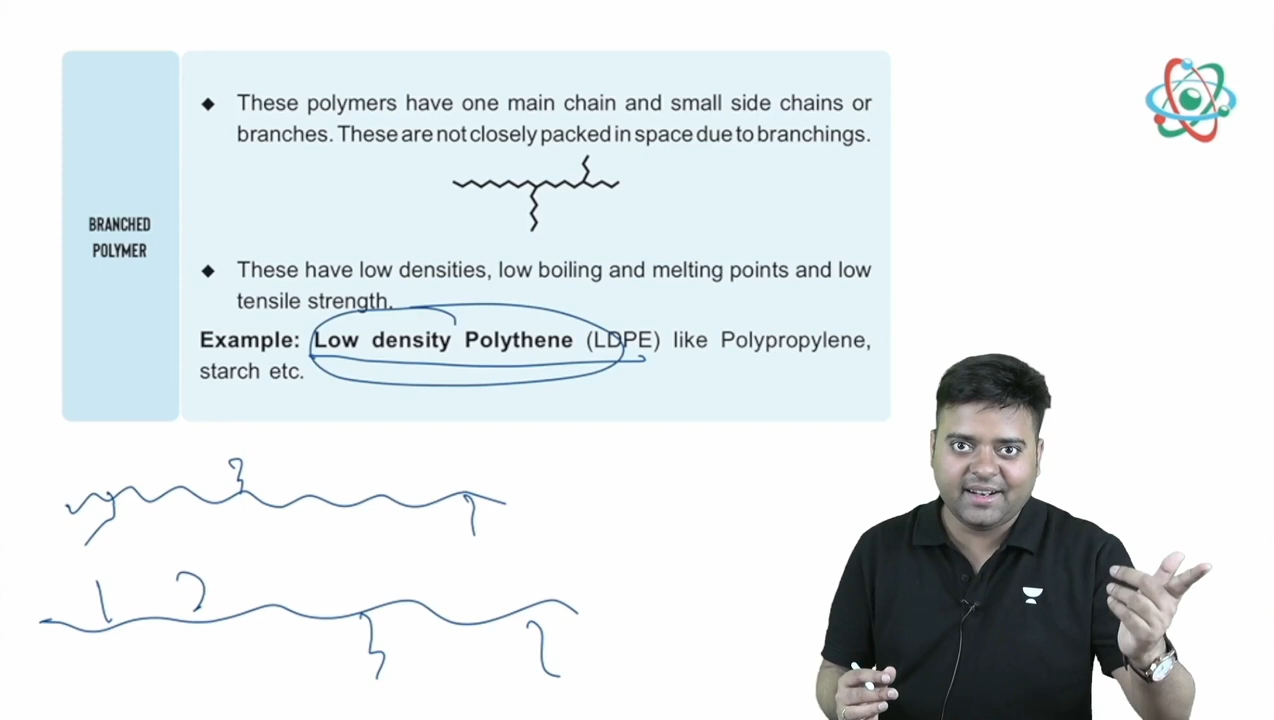 ◆ These polymers have one main chain and small side chains or
branches. These are not closely packed in space due to branchings.
BRANCHED
POLYMER
◆ These have low densities, low boiling and melting points and low
tensile strength.
Example: Low density Polythene (LDPE) like Polypropylene,
starch etc.